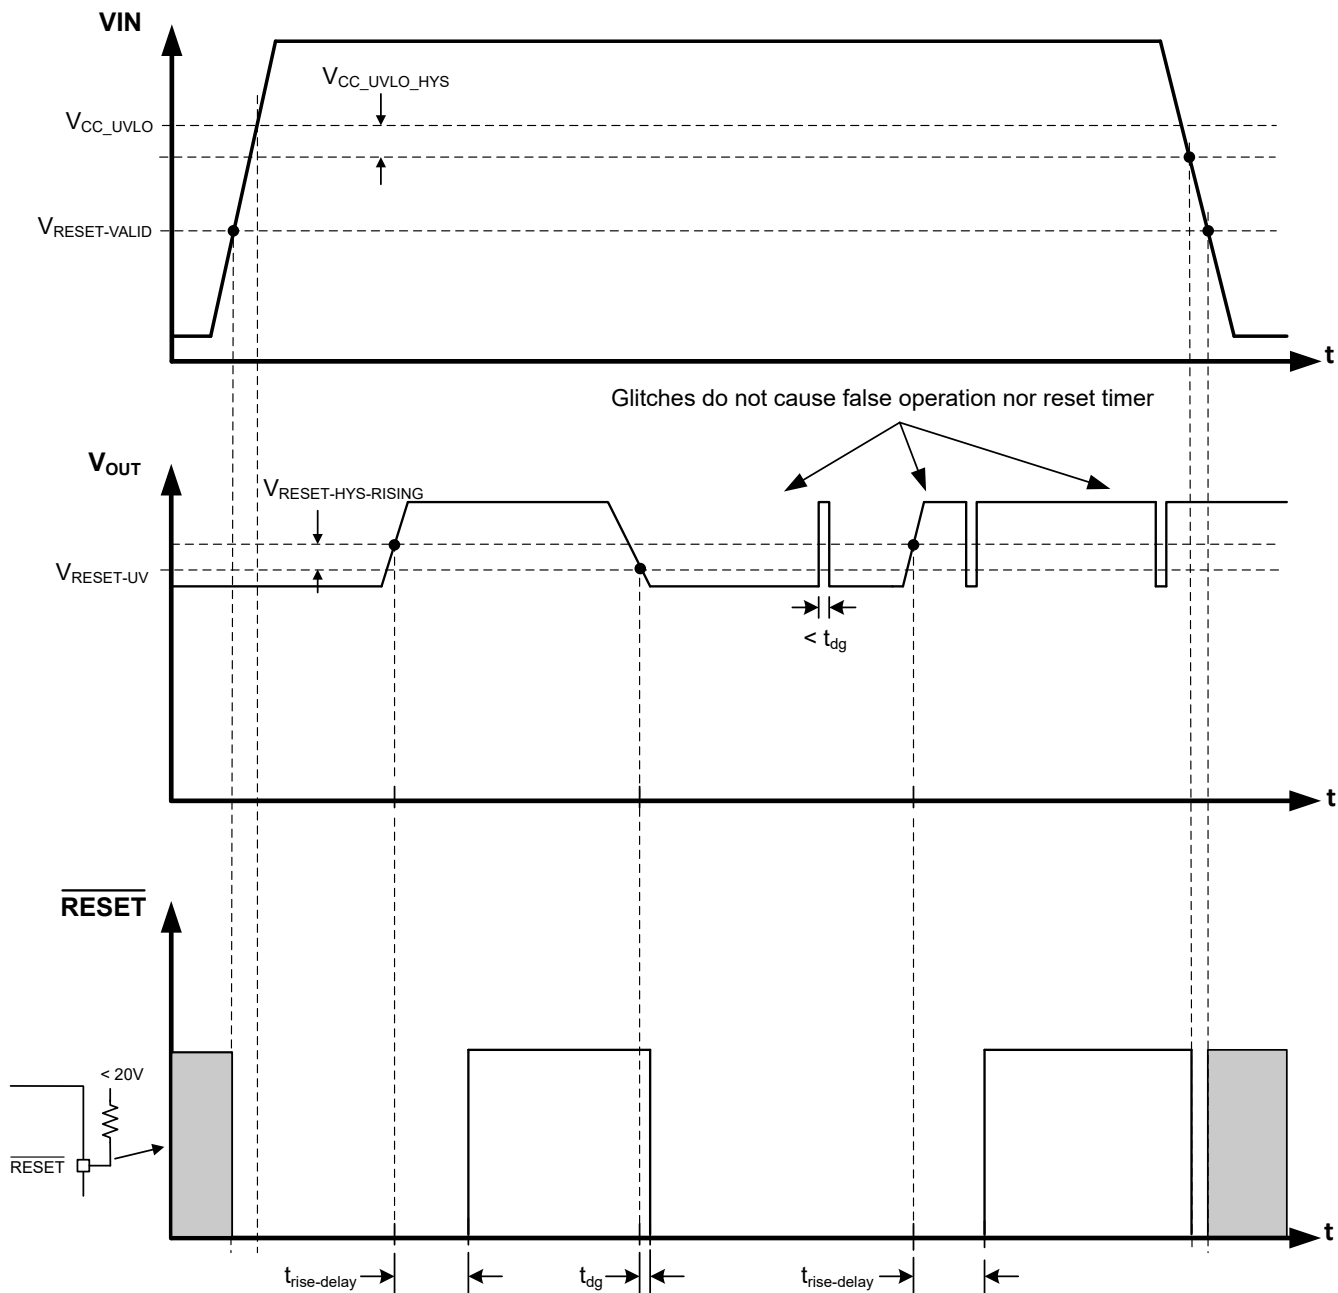 VIN
VCC_UVLO_HYS
VCC_UVLO
VRESET-VALID
t
Glitches do not cause false operation nor reset timer
VOUT
VRESET-HYS-RISING
VRESET-UV
< tdg
t
RESET
< 20V
RESET
t
trise-delay
tdg
trise-delay